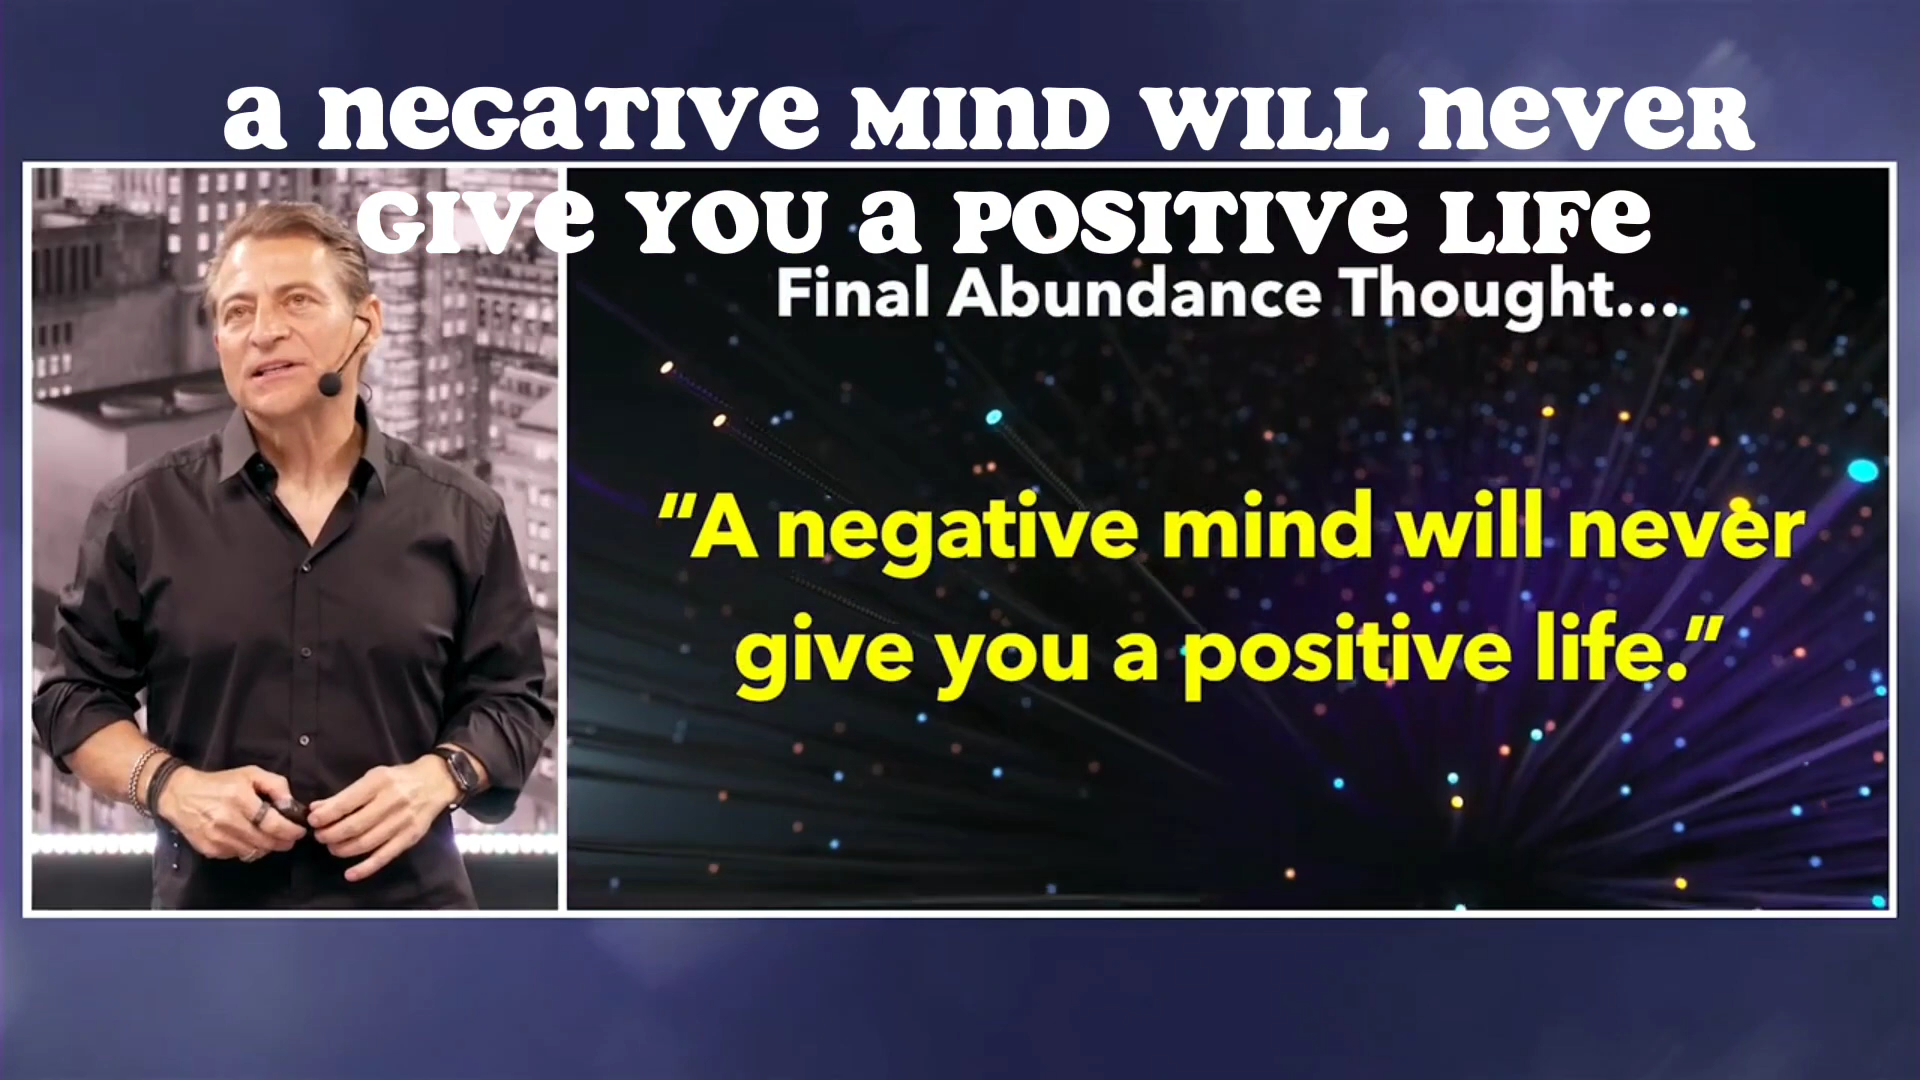 a negative mind will never
give you a positive life
Final Abundance Thought...
“A negative mind will never
give you a positive life.”